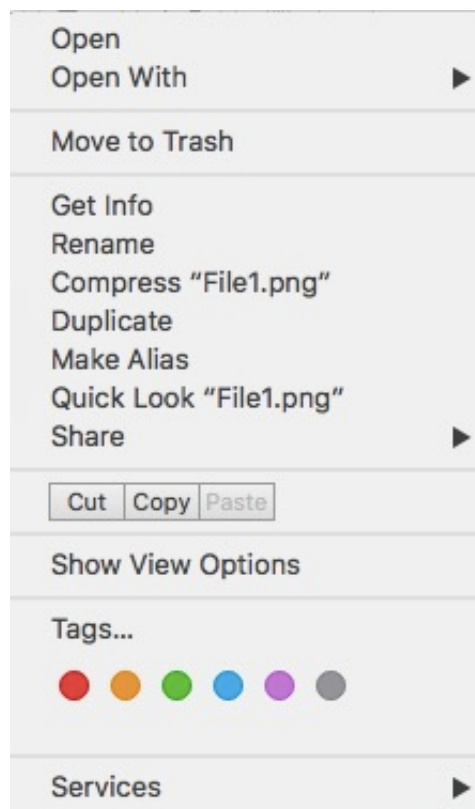 Open
Open With
Move to Trash
Get Info
Rename
Compress “File1.png”
Duplicate
Make Alias
Quick Look “File1.png”
Share
Cut Copy Paste
Show View Options
Tags...
Services